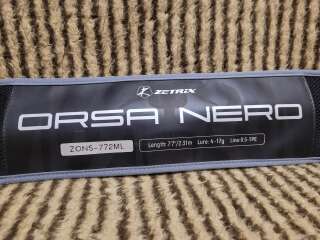 ZETRIX
ORSA NERO
ZONS-772ML Length: 7'7"/2.31m Lure: 4-17g Line 0.5-1PE